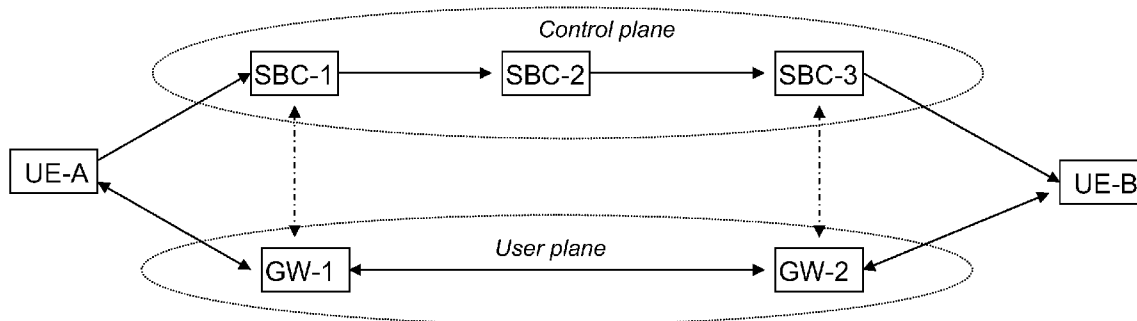 Control plane
SBC-1
SBC-2
SBC-3
UE-A
UE-B
User plane
GW-1
GW-2